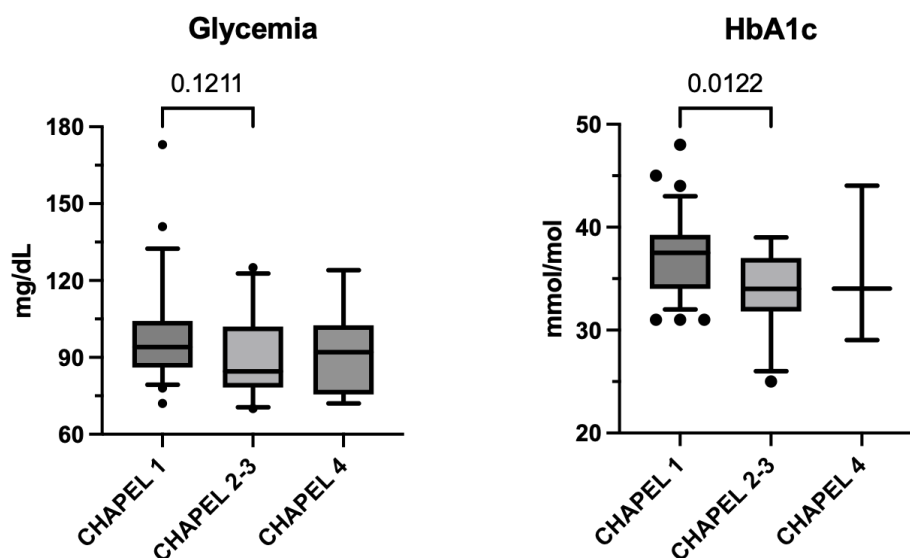 Glycemia
0.1211
180
150
120
90
60
mg/dL
CHAPEL 1
CHAPEL 2-3
CHAPEL 4
HbA1c
0.0122
50
40
30
20
mmol/mol
CHAPEL 1
CHAPEL 2-3
CHAPEL 4